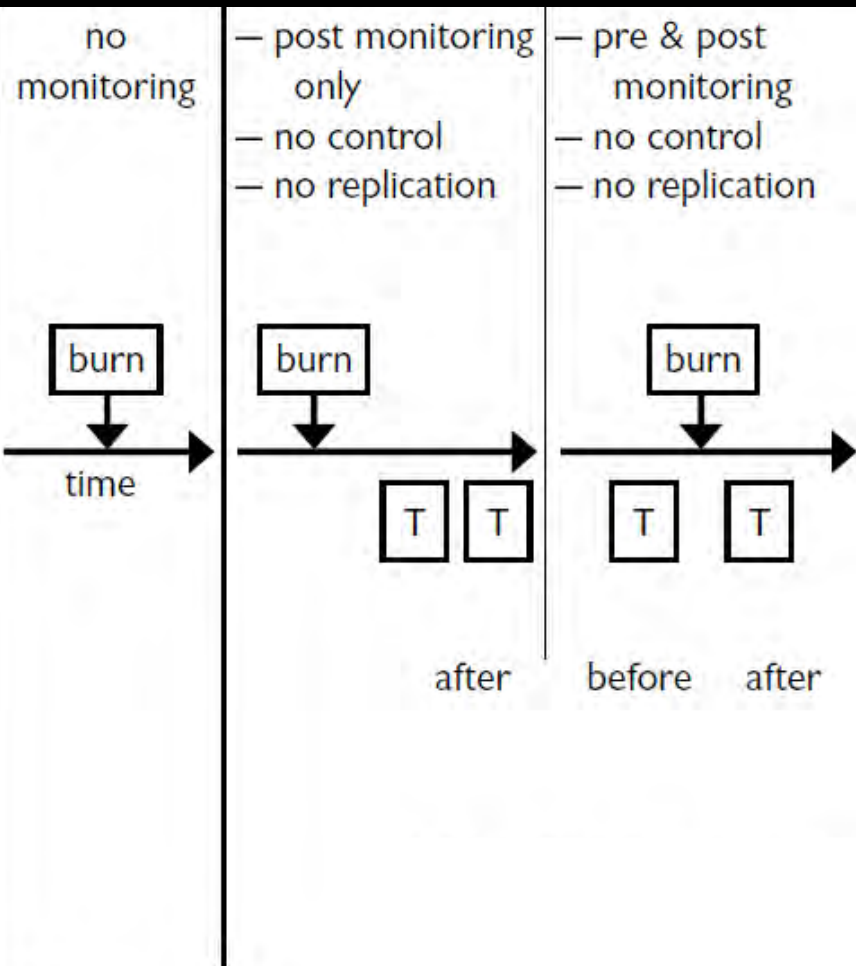 no
monitoring
burn
time
— post monitoring
only
— no control
— no replication
burn
T T
after
— pre & post
monitoring
— no control
— no replication
burn
T T
before after